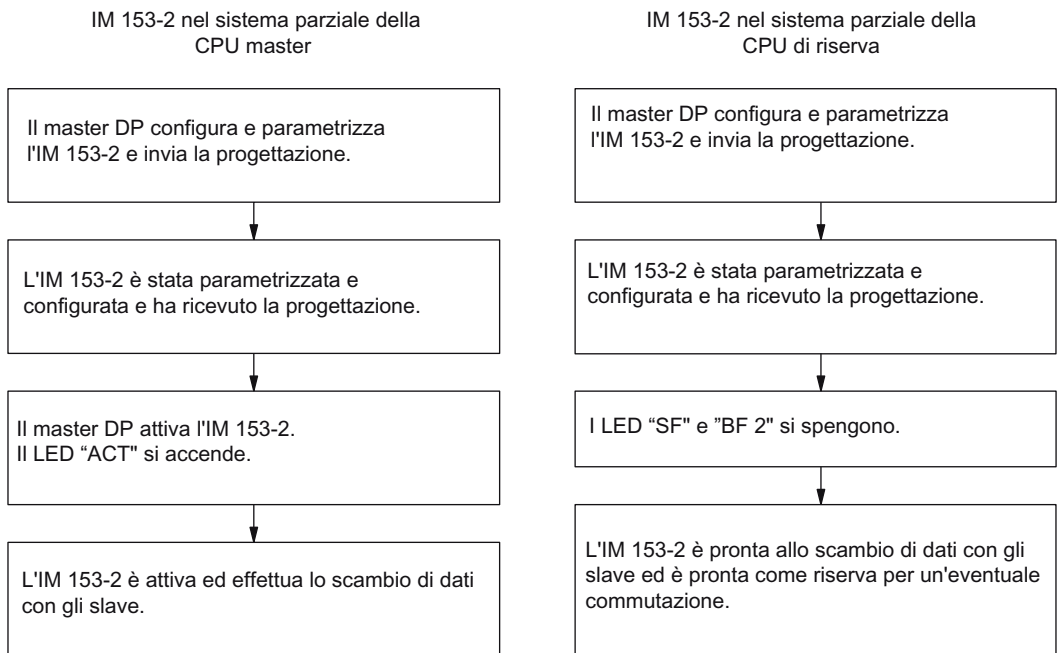 IM 153-2 nel sistema parziale della
CPU master
Il master DP configura e parametrizza
l'IM 153-2 e invia la progettazione.
L'IM 153-2 è stata parametrizzata e
configurata e ha ricevuto la progettazione.
Il master DP attiva l'IM 153-2.
Il LED “ACT" si accende.
L'IM 153-2 è attiva ed effettua lo scambio di dati
con gli slave.
IM 153-2 nel sistema parziale della
CPU di riserva
Il master DP configura e parametrizza
l'IM 153-2 e invia la progettazione.
L'IM 153-2 è stata parametrizzata e
configurata e ha ricevuto la progettazione.
I LED “SF" e ”BF 2" si spengono.
L'IM 153-2 è pronta allo scambio di dati con gli
slave ed è pronta come riserva per un'eventuale
commutazione.